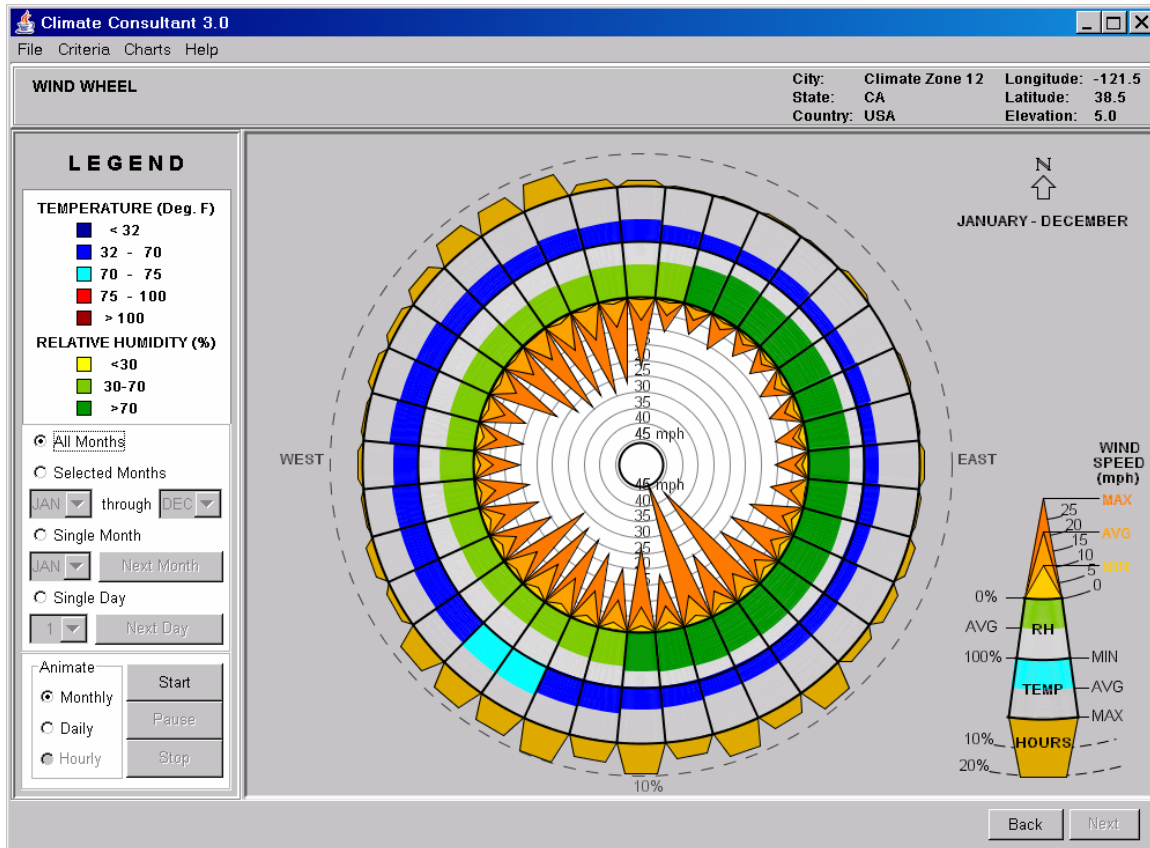 Climate Consultant 3.0
File Criteria Charts Help
WIND WHEEL
City: Climate Zone 12 Longitude: -121.5
State: CA Latitude: 38.5
Country: USA Elevation: 5.0
LEGEND
TEMPERATURE (Deg. F)
< 32
32 - 70
70 - 75
75 - 100
> 100
RELATIVE HUMIDITY (%)
<30
30-70
>70
All Months
Selected Months
JAN through DEC
Single Month
JAN Next Month
Single Day
1 Next Day
Animate
Monthly
Daily
Hourly
Start
Pause
Stop
N
JANUARY - DECEMBER
WEST
EAST
20
25
30
35
40
45 mph
45 mph
40
35
30
25
10%
WIND
SPEED
(mph)
MAX
25
20
AVG
15
10
MIN
5
0
0%
AVG
RH
100%
MIN
TEMP
AVG
MAX
10%
HOURS
20%
Back Next